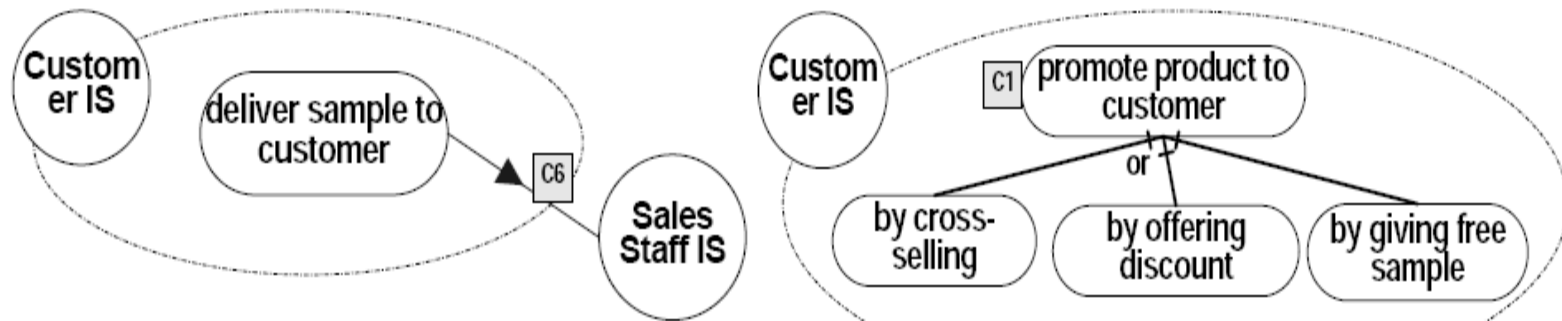 Custom
er IS
deliver sample to
customer
C6
Sales
Staff IS
Custom
er IS
C1
promote product to
customer
or
by cross-
selling
by offering
discount
by giving free
sample